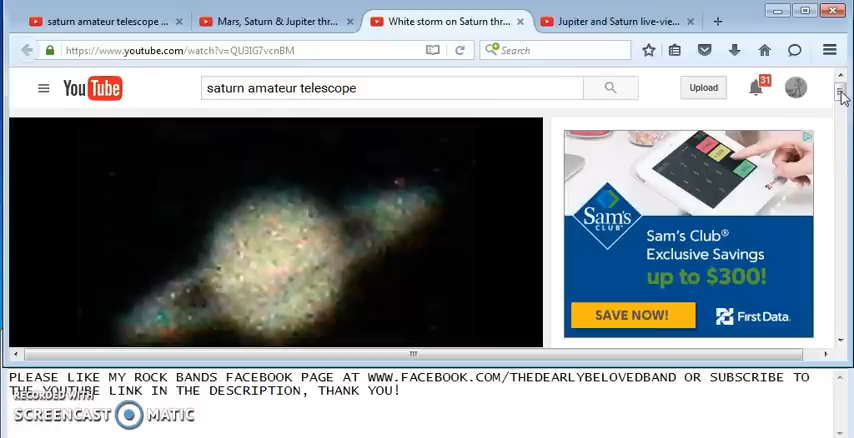 saturn amateur telescope ...
Mars, Saturn & Jupiter thr...
White storm on Saturn thr...
Jupiter and Saturn live-vie...
https://www.youtube.com/watch?v=QU3IG7vcnBM
Search
YouTube
saturn amateur telescope
Upload
31
Sam's
CLUB
Sam's Club®
Exclusive Savings
up to $300!
SAVE NOW!
First Data.
PLEASE LIKE MY ROCK BANDS FACEBOOK PAGE AT WWW.FACEBOOK.COM/THEDEARLYBELOVEDBAND OR SUBSCRIBE TO
THE YOUTUBE LINK IN THE DESCRIPTION, THANK YOU!
RECORDED WITH
SCREENCAST MATIC